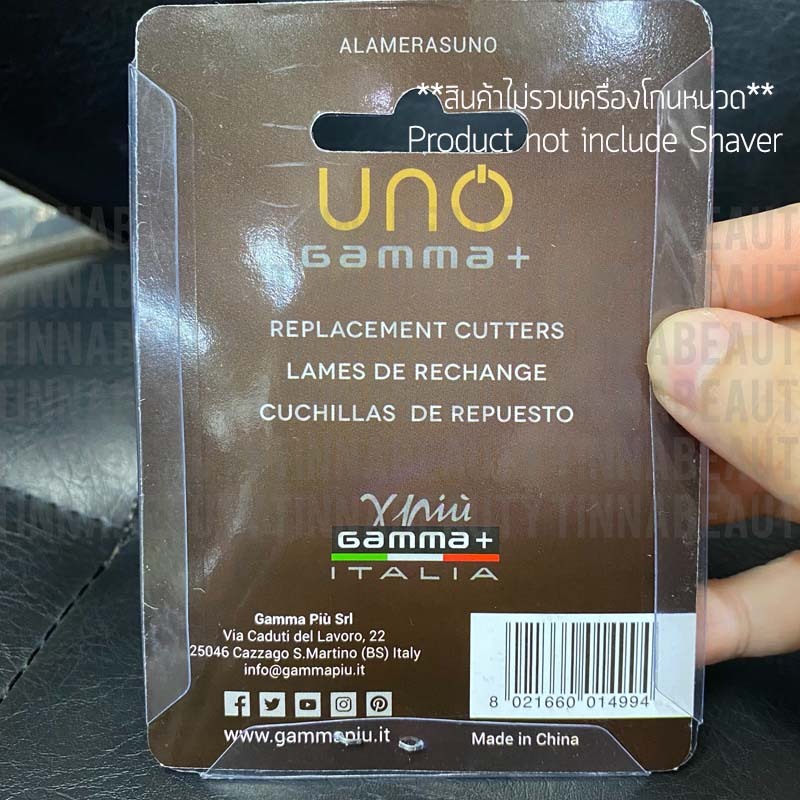 ALAMERASUNO
**สินค้าไม่รวมเครื่องโกนหนวด**
Product not include Shaver
UNO
Gamma+
REPLACEMENT CUTTERS
LAMES DE RECHANGE
CUCHILLAS DE REPUESTO
γ più
Gamma+
ITALIA
Gamma Più Srl
Via Caduti del Lavoro, 22
25046 Cazzago S.Martino (BS) Italy
info@gammapiu.it
www.gammapiu.it
8 021660 014994
Made in China
TINNABEAUTY TINNABEAUTY